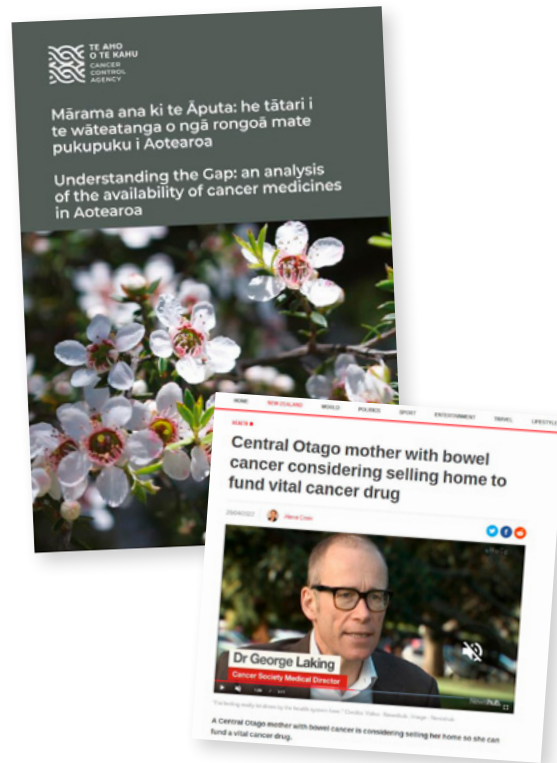 TE AHO
O TE KAHU
CANCER
CONTROL
AGENCY
Mārama ana ki te Āputa: he tātari i
te wāteatanga o ngā rongoā mate
pukupuku i Aotearoa
Understanding the Gap: an analysis
of the availability of cancer medicines
in Aotearoa
HOME NEW ZEALAND WORLD POLITICS SPORT ENTERTAINMENT TRAVEL LIFESTYLE
HEALTH
Central Otago mother with bowel
cancer considering selling home to
fund vital cancer drug
Dr George Laking
Cancer Society Medical Director
Newshub.
A Central Otago mother with bowel cancer is considering selling her home so she can
fund a vital cancer drug.